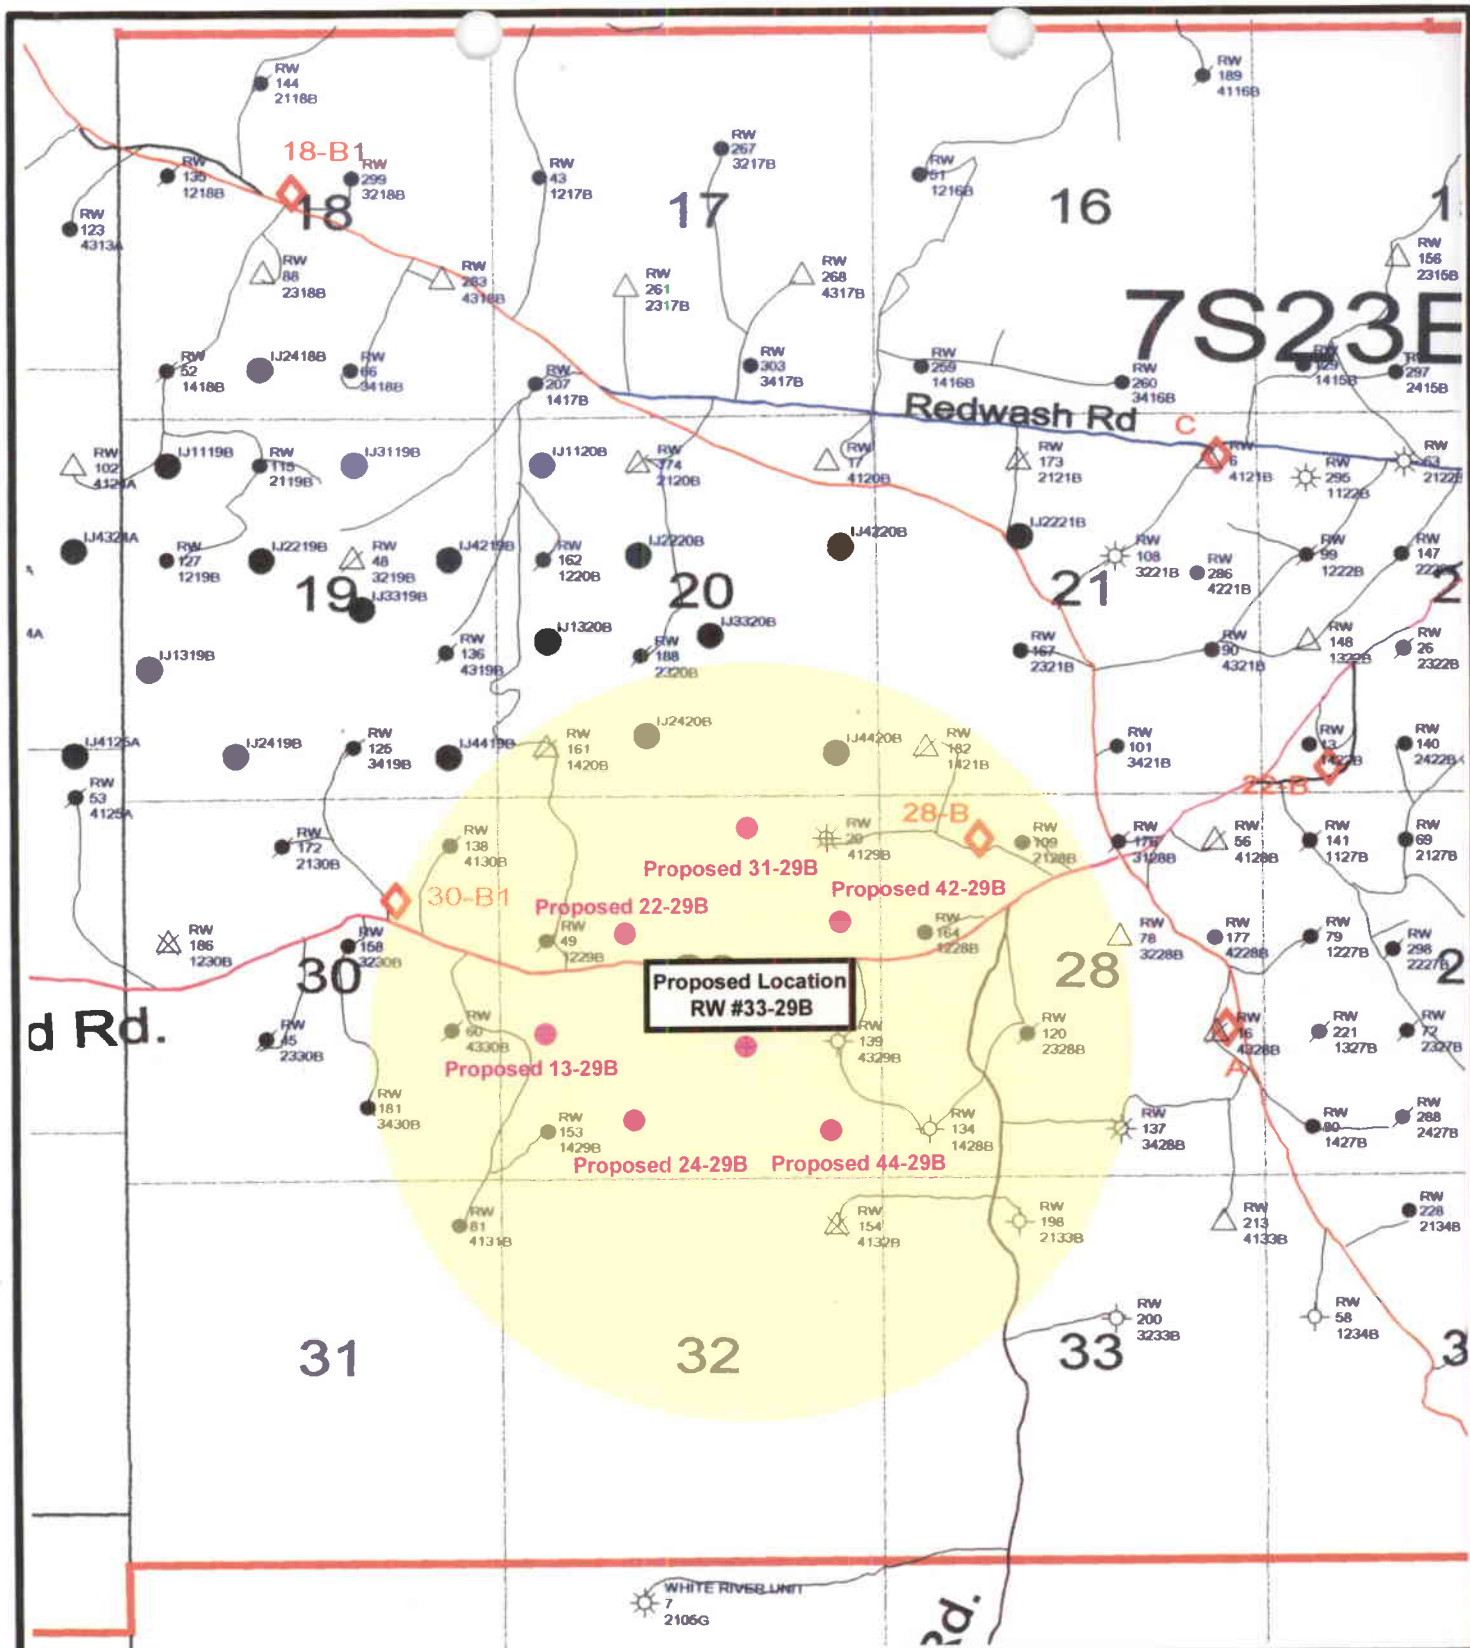 RW
144
2118B
RW
189
4116B
18-B1
RW
135
1218B
RW
299
3218B
RW
43
1217B
RW
267
3217B
RW
51
1216B
18
17
16
RW
123
4313A
RW
88
2318B
RW
283
4318B
RW
261
2317B
RW
268
4317B
RW
156
2315B
7S23E
RW
52
1418B
IJ2418B
RW
66
3418B
RW
207
1417B
RW
303
3417B
RW
259
1416B
RW
260
3416B
RW
129
1415B
RW
297
2415B
Redwash Rd
C
RW
102
4124A
IJ1119B
RW
115
2119B
IJ3119B
IJ1120B
RW
174
2120B
RW
17
4120B
RW
173
2121B
RW
6
4121B
RW
295
1122B
RW
63
2122B
IJ4324A
RW
127
1219B
IJ2219B
RW
48
3219B
IJ4219B
RW
162
1220B
IJ2220B
IJ4220B
IJ2221B
RW
108
3221B
RW
286
4221B
RW
99
1222B
RW
147
19
IJ3319B
20
21
IJ1319B
RW
136
4319B
IJ1320B
RW
188
2320B
IJ3320B
RW
167
2321B
RW
90
4321B
RW
148
1322B
RW
26
2322B
IJ4125A
IJ2419B
RW
125
3419B
IJ4419B
RW
161
1420B
IJ2420B
IJ4420B
RW
182
1421B
RW
101
3421B
RW
13
1422B
RW
140
2422B
22-B
RW
53
4125A
RW
172
2130B
RW
138
4130B
RW
20
4129B
28-B
RW
109
2128B
RW
176
3128B
RW
56
4128B
RW
141
1127B
RW
69
2127B
Proposed 31-29B
30-B1
Proposed 22-29B
Proposed 42-29B
RW
186
1230B
RW
158
3230B
RW
49
1229B
RW
164
1228B
RW
78
3228B
RW
177
4228B
RW
79
1227B
RW
298
2227B
30
28
Proposed Location
RW #33-29B
d Rd.
RW
45
2330B
RW
60
4330B
RW
139
4329B
RW
120
2328B
RW
16
4328B
RW
221
1327B
RW
72
2327B
Proposed 13-29B
A
RW
181
3430B
RW
153
1429B
RW
134
1428B
RW
137
3428B
RW
80
1427B
RW
288
2427B
Proposed 24-29B
Proposed 44-29B
RW
81
4131B
RW
154
4132B
RW
198
2133B
RW
213
4133B
RW
228
2134B
RW
200
3233B
RW
58
1234B
31
32
33
WHITE RIVER UNIT
7
2105G
Rd.